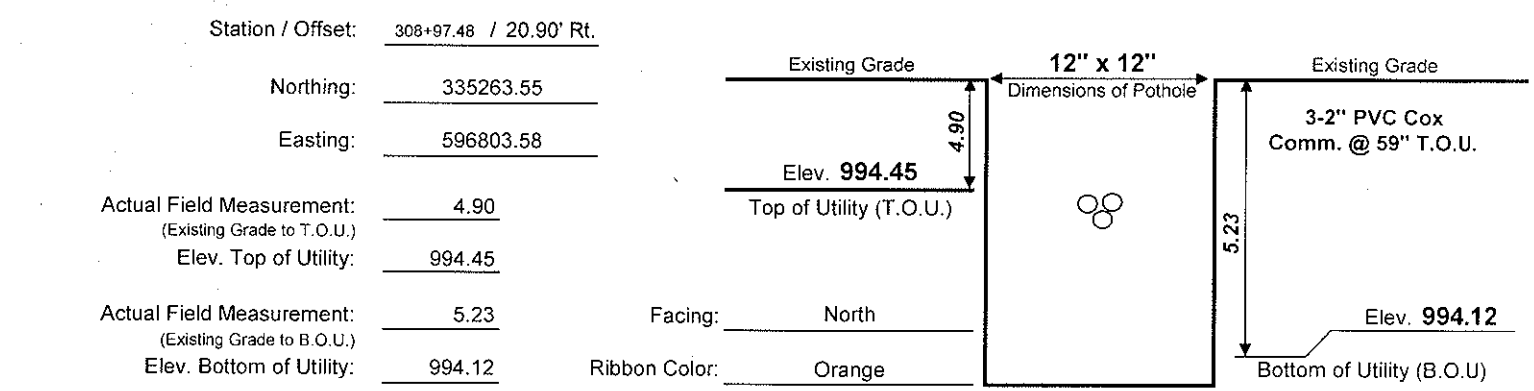 Station / Offset: 308+97.48 / 20.90' Rt.
Northing: 335263.55
Easting: 596803.58
Actual Field Measurement: 4.90
(Existing Grade to T.O.U.)
Elev. Top of Utility: 994.45
Actual Field Measurement: 5.23
(Existing Grade to B.O.U.)
Elev. Bottom of Utility: 994.12
Existing Grade
12" x 12"
Dimensions of Pothole
Existing Grade
4.90
Elev. 994.45
Top of Utility (T.O.U.)
3-2" PVC Cox
Comm. @ 59" T.O.U.
5.23
Elev. 994.12
Bottom of Utility (B.O.U)
Facing: North
Ribbon Color: Orange